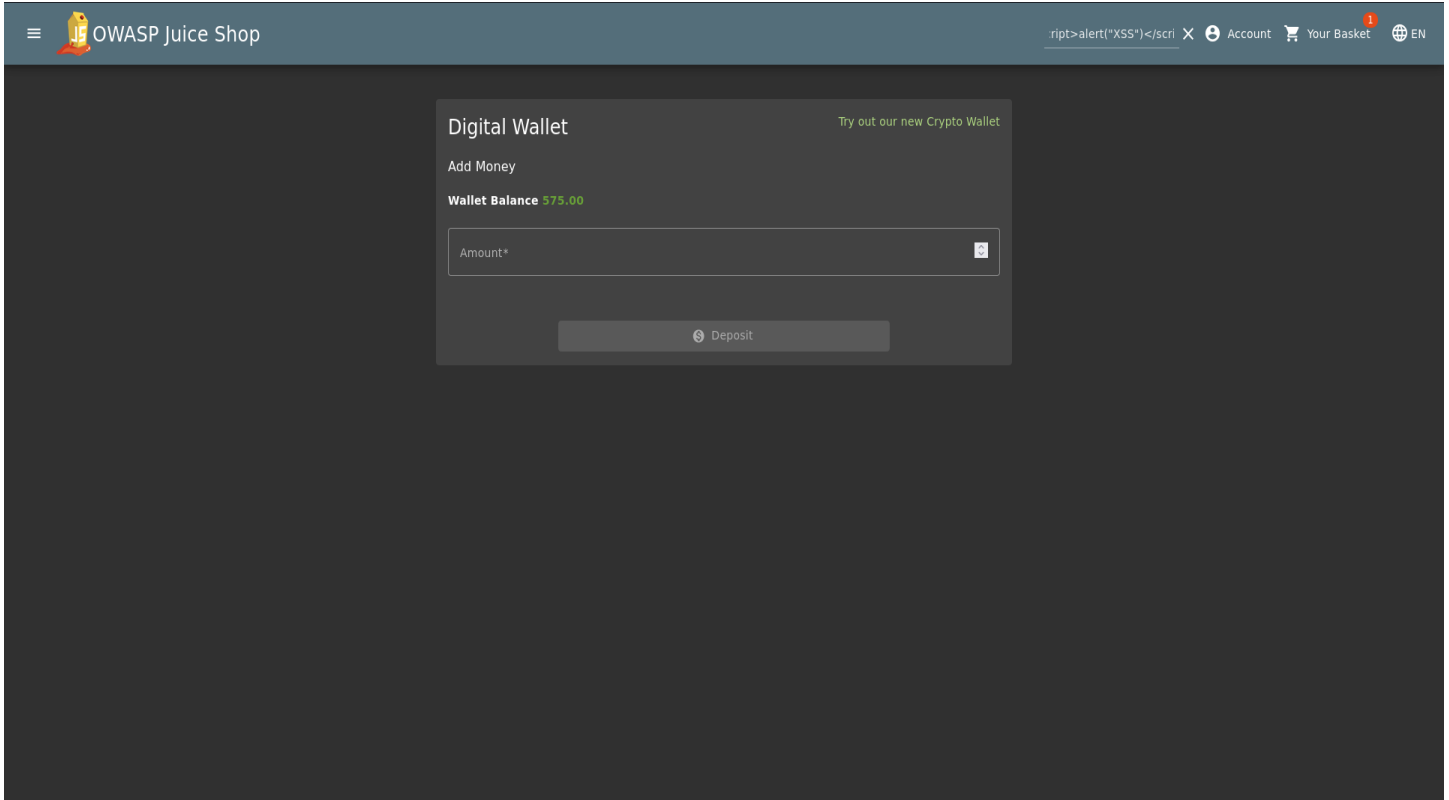 OWASP Juice Shop
ript>alert("XSS")</scri
Account
Your Basket
1
EN
Digital Wallet
Try out our new Crypto Wallet
Add Money
Wallet Balance 575.00
Amount*
Deposit